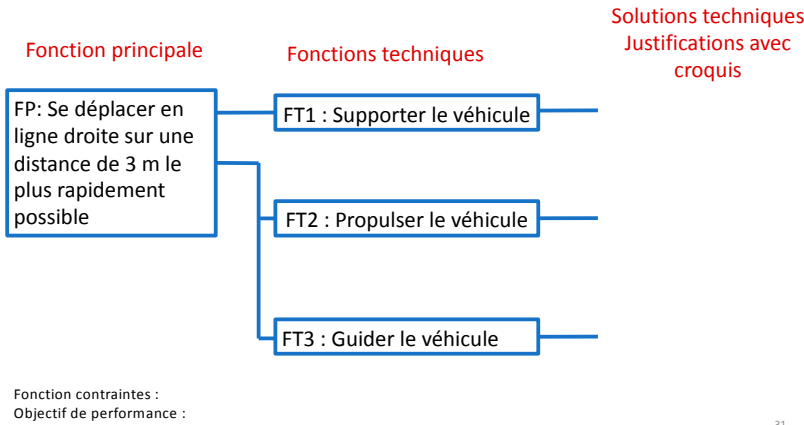 Fonction principale
Fonctions techniques
Solutions techniques
Justifications avec
croquis
FP: Se déplacer en
ligne droite sur une
distance de 3 m le
plus rapidement
possible
FT1 : Supporter le véhicule
FT2 : Propulser le véhicule
FT3 : Guider le véhicule
Fonction contraintes :
Objectif de performance :
31